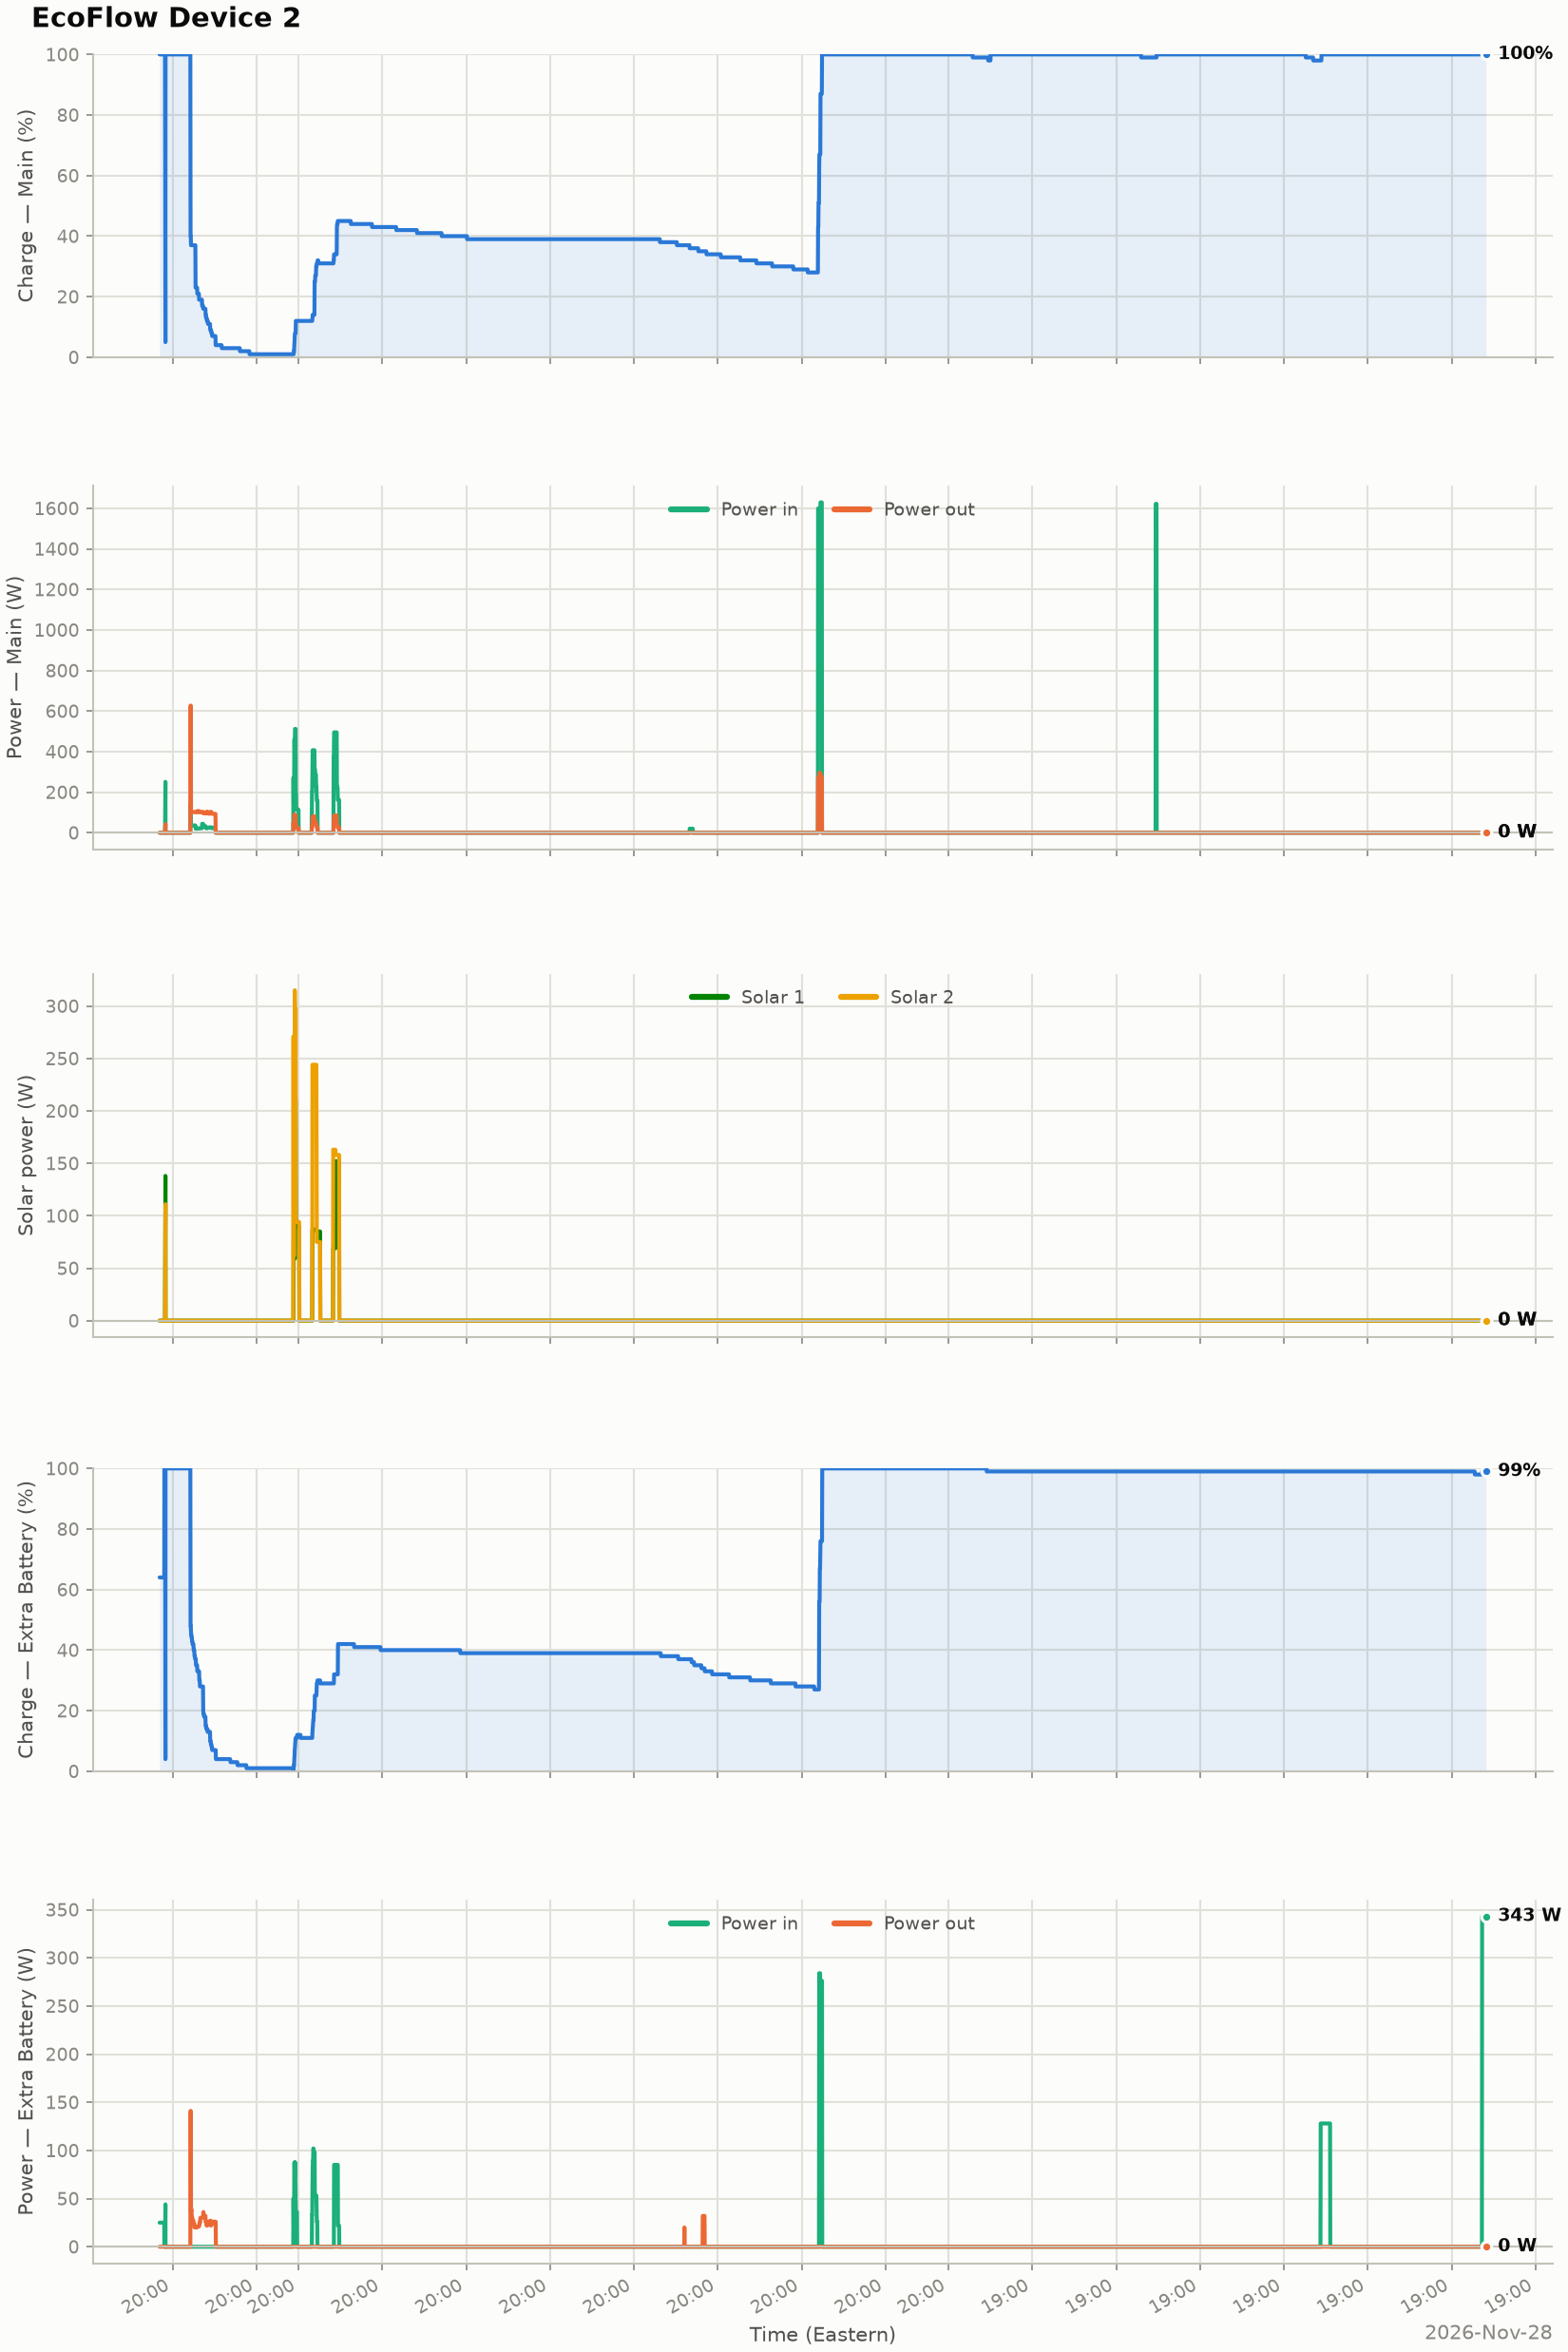 EcoFlow Device 2
Charge — Main (%)
100
80
60
40
20
0
100%
Power — Main (W)
1600
1400
1200
1000
800
600
400
200
0
Power in
Power out
0 W
Solar power (W)
300
250
200
150
100
50
0
Solar 1
Solar 2
0 W
Charge — Extra Battery (%)
100
80
60
40
20
0
99%
Power — Extra Battery (W)
350
300
250
200
150
100
50
0
Power in
Power out
343 W
0 W
20:00 20:00 20:00 20:00 20:00 20:00 20:00 20:00 20:00 20:00 20:00 19:00 19:00 19:00 19:00 19:00 19:00 19:00
Time (Eastern)
2026-Nov-28